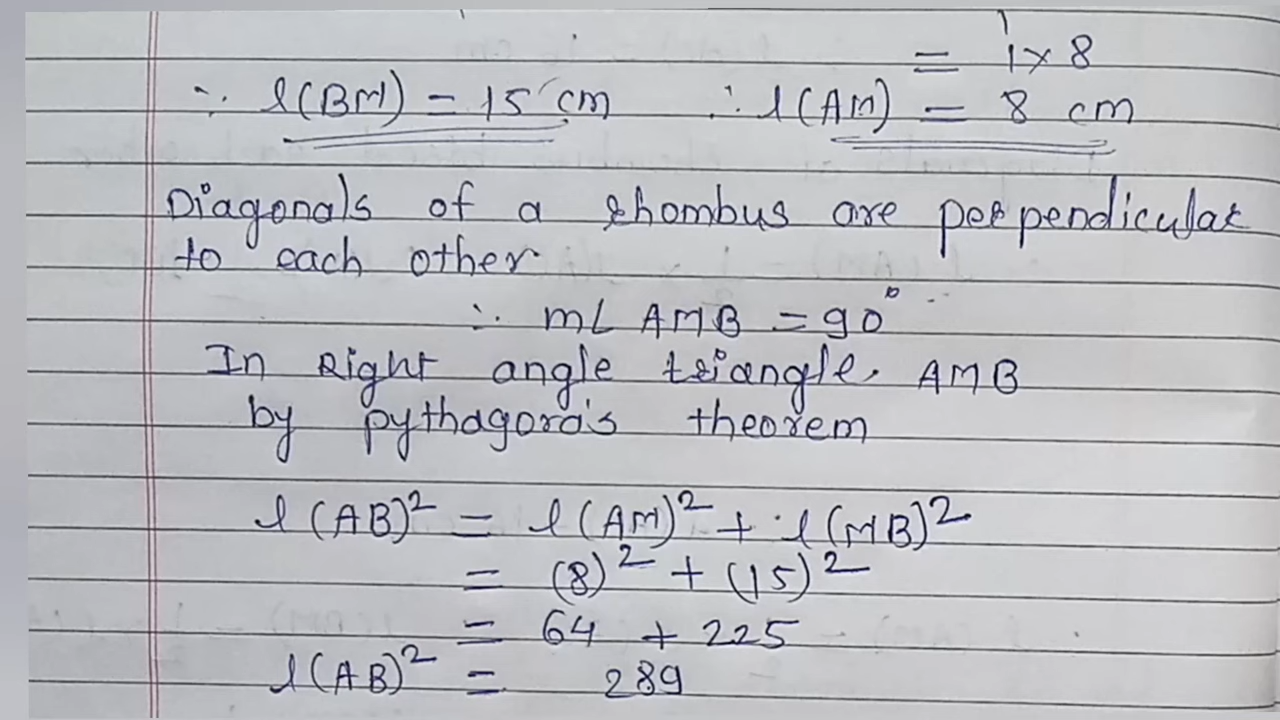 = 1 × 8
∴ l(BM) = 15 cm ∴ l(AM) = 8 cm
Diagonals of a rhombus are perpendicular
to each other
∴ m∠ AMB = 90°
In Right angle triangle, AMB
by pythagora's theorem
l(AB)² = l(AM)² + l(MB)²
= (8)² + (15)²
= 64 + 225
l(AB)² = 289